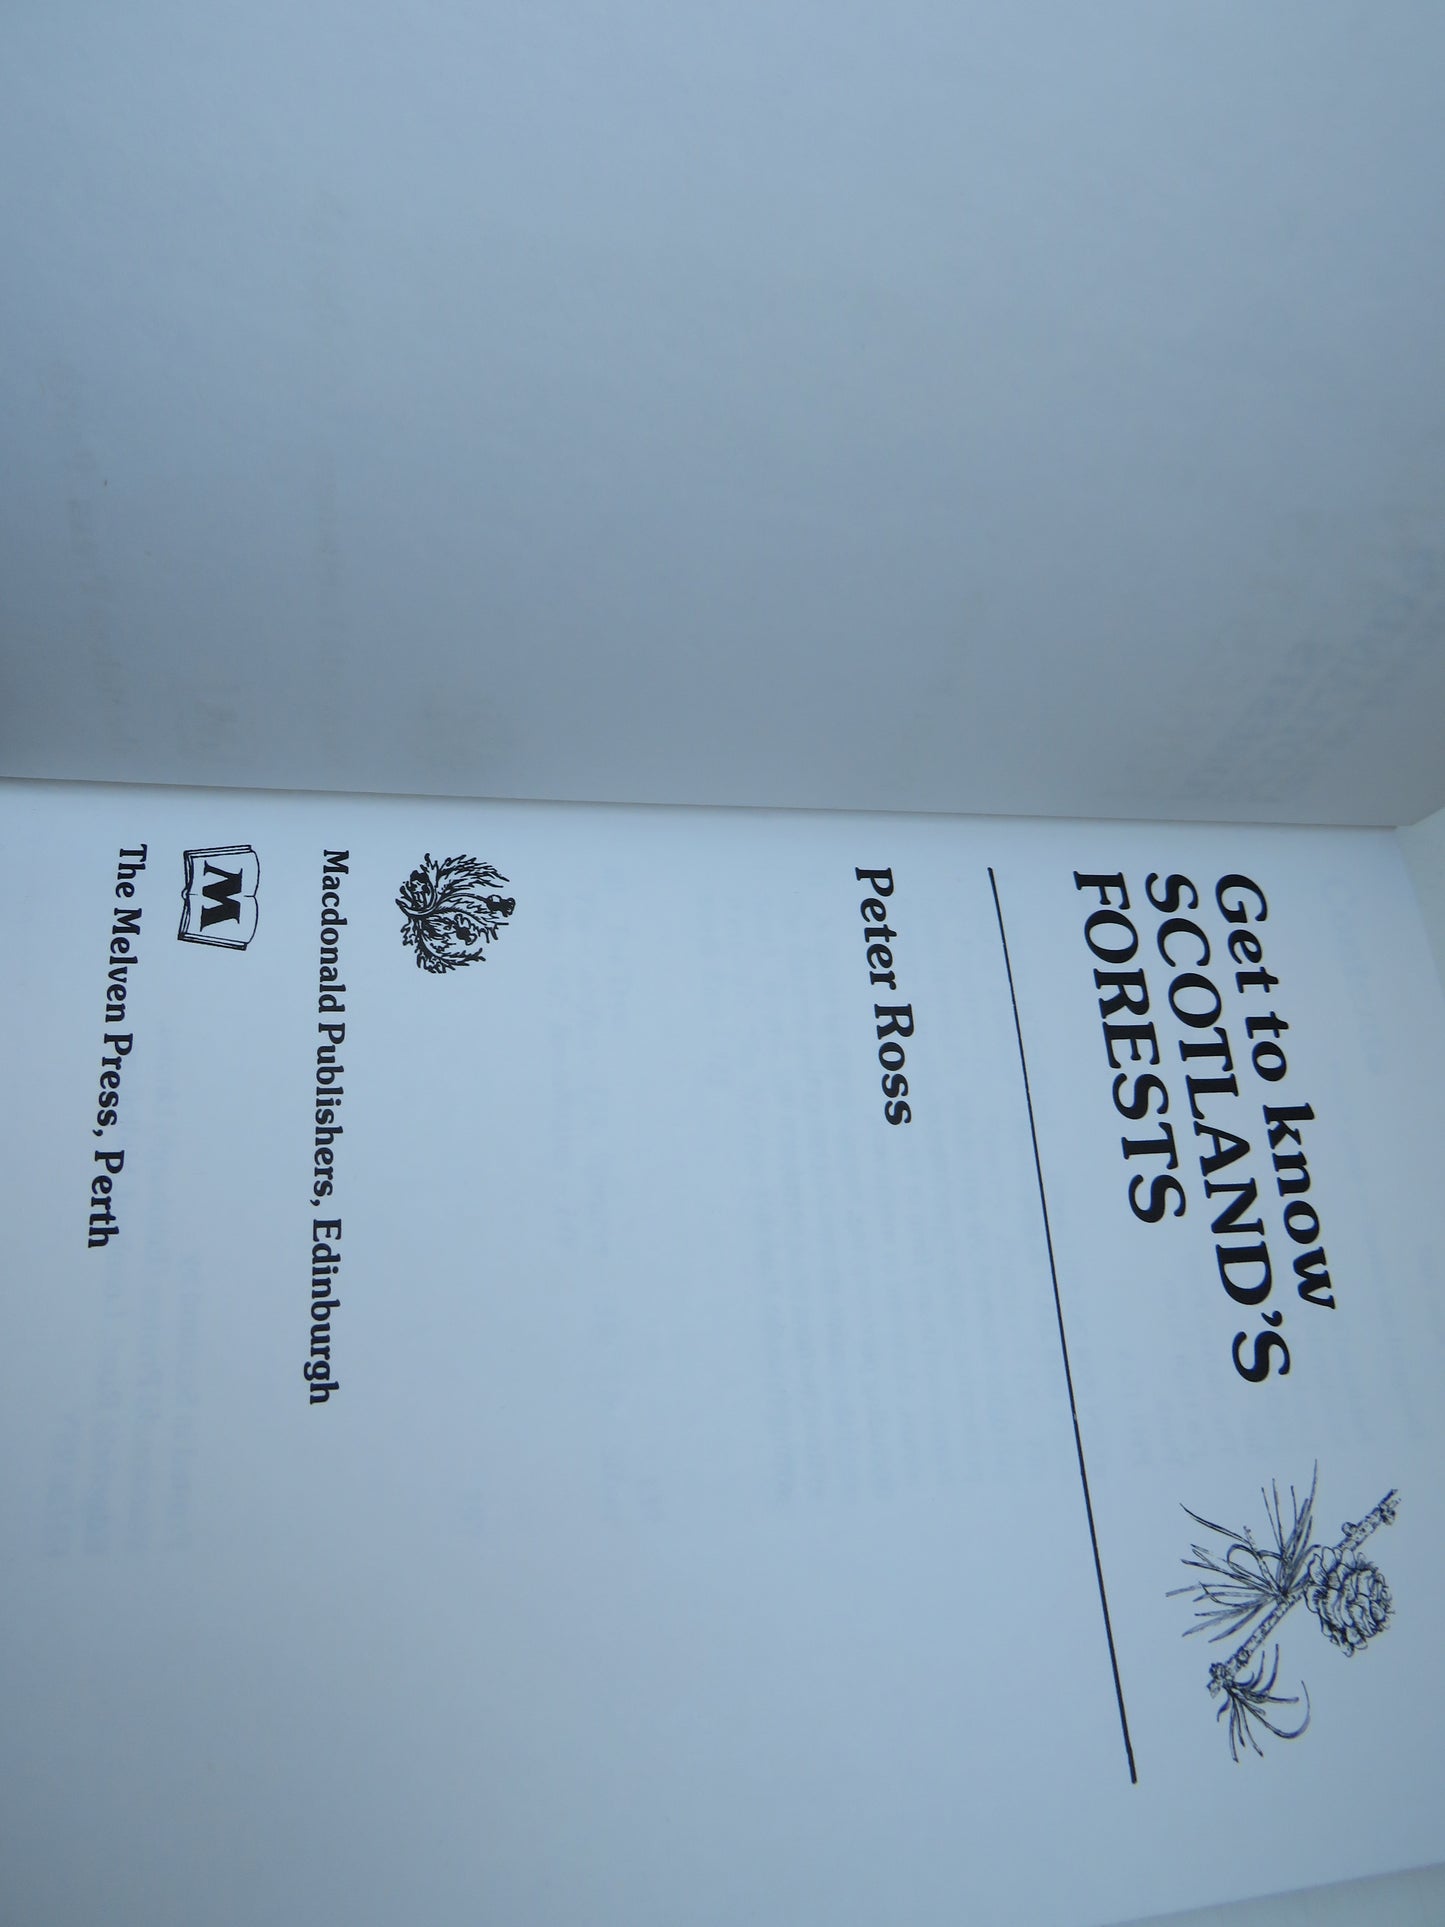 Get to know
SCOTLAND'S
FORESTS
Peter Ross
Macdonald Publishers, Edinburgh
M
The Melven Press, Perth